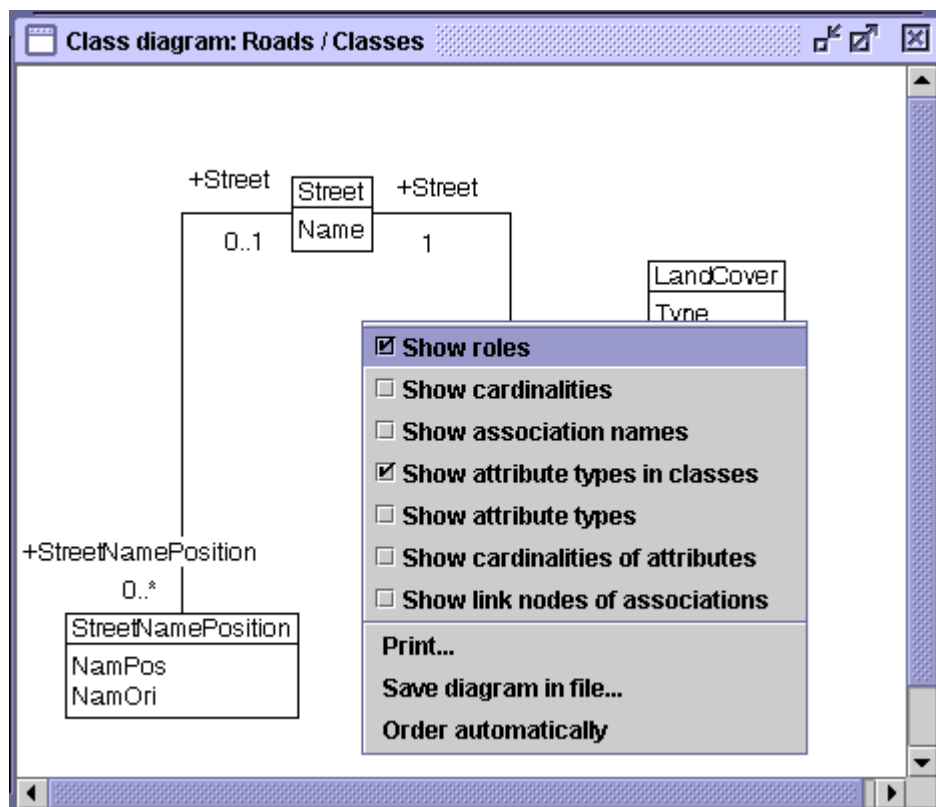 Class diagram: Roads / Classes
+Street
Street
+Street
Name
0..1
1
LandCover
Type
Show roles
Show cardinalities
Show association names
Show attribute types in classes
Show attribute types
Show cardinalities of attributes
Show link nodes of associations
Print...
Save diagram in file...
Order automatically
+StreetNamePosition
0..*
StreetNamePosition
NamPos
NamOri